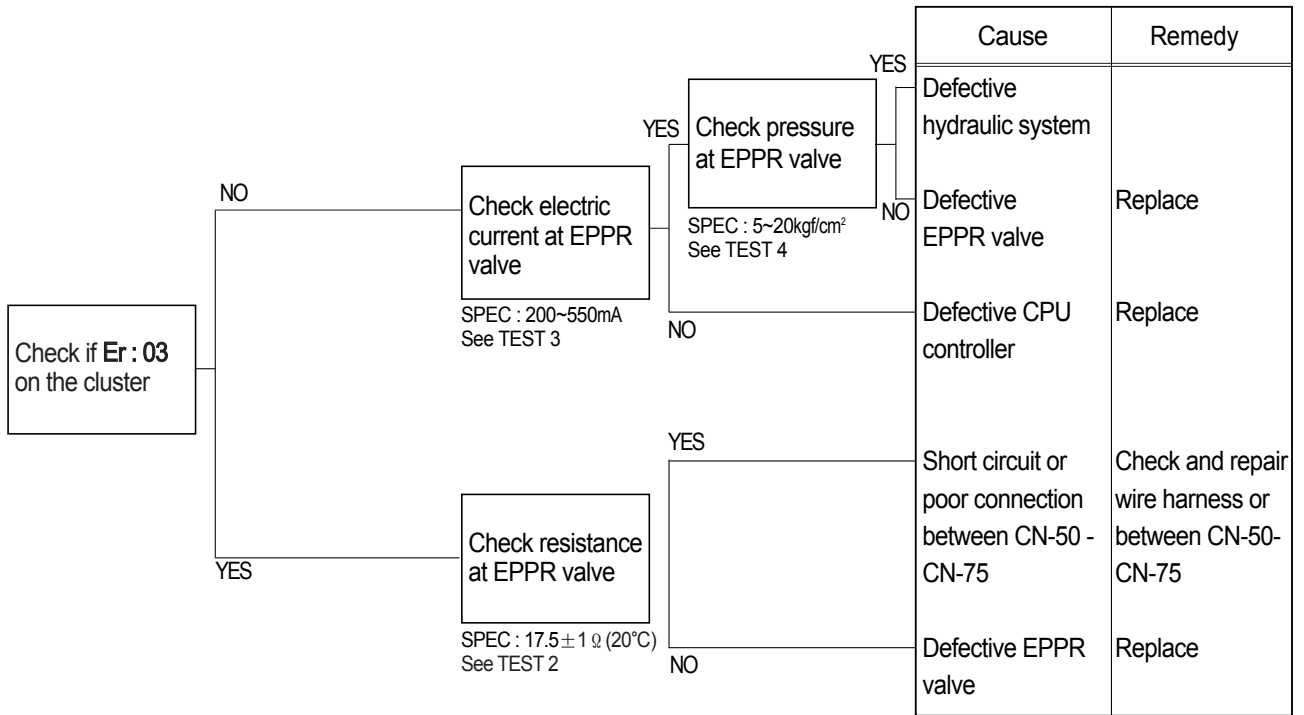 Cause
Remedy
YES
Defective
hydraulic system
YES
Check pressure
at EPPR valve
NO
Check electric
current at EPPR
valve
NO
Defective
EPPR valve
Replace
SPEC : 5~20kgf/cm²
See TEST 4
SPEC : 200~550mA
See TEST 3
NO
Defective CPU
controller
Replace
Check if Er : 03
on the cluster
YES
Short circuit or
poor connection
between CN-50 -
CN-75
Check and repair
wire harness or
between CN-50-
CN-75
Check resistance
at EPPR valve
YES
SPEC : 17.5±1 Ω (20°C)
See TEST 2
NO
Defective EPPR
valve
Replace